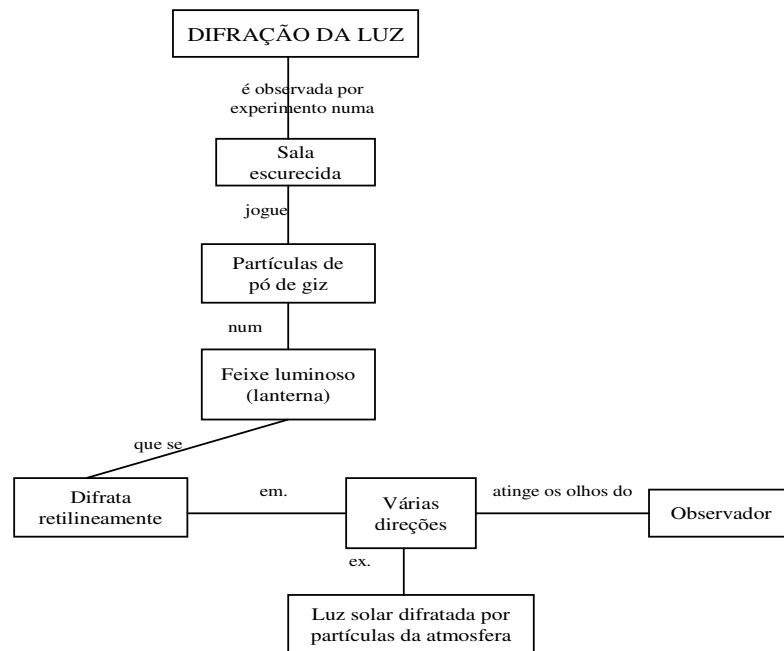 DIFRAÇÃO DA LUZ
é observada por
experimento numa
Sala
escurecida
jogue
Partículas de
pó de giz
num
Feixe luminoso
(lanterna)
que se
Difrata
retilineamente
em.
Várias
direções
atinge os olhos do
Observador
ex.
Luz solar difratada por
partículas da atmosfera